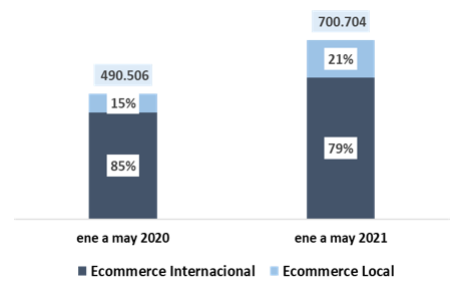 700.704
490.506
21%
15%
79%
85%
ene a may 2020
ene a may 2021
Ecommerce Internacional
Ecommerce Local